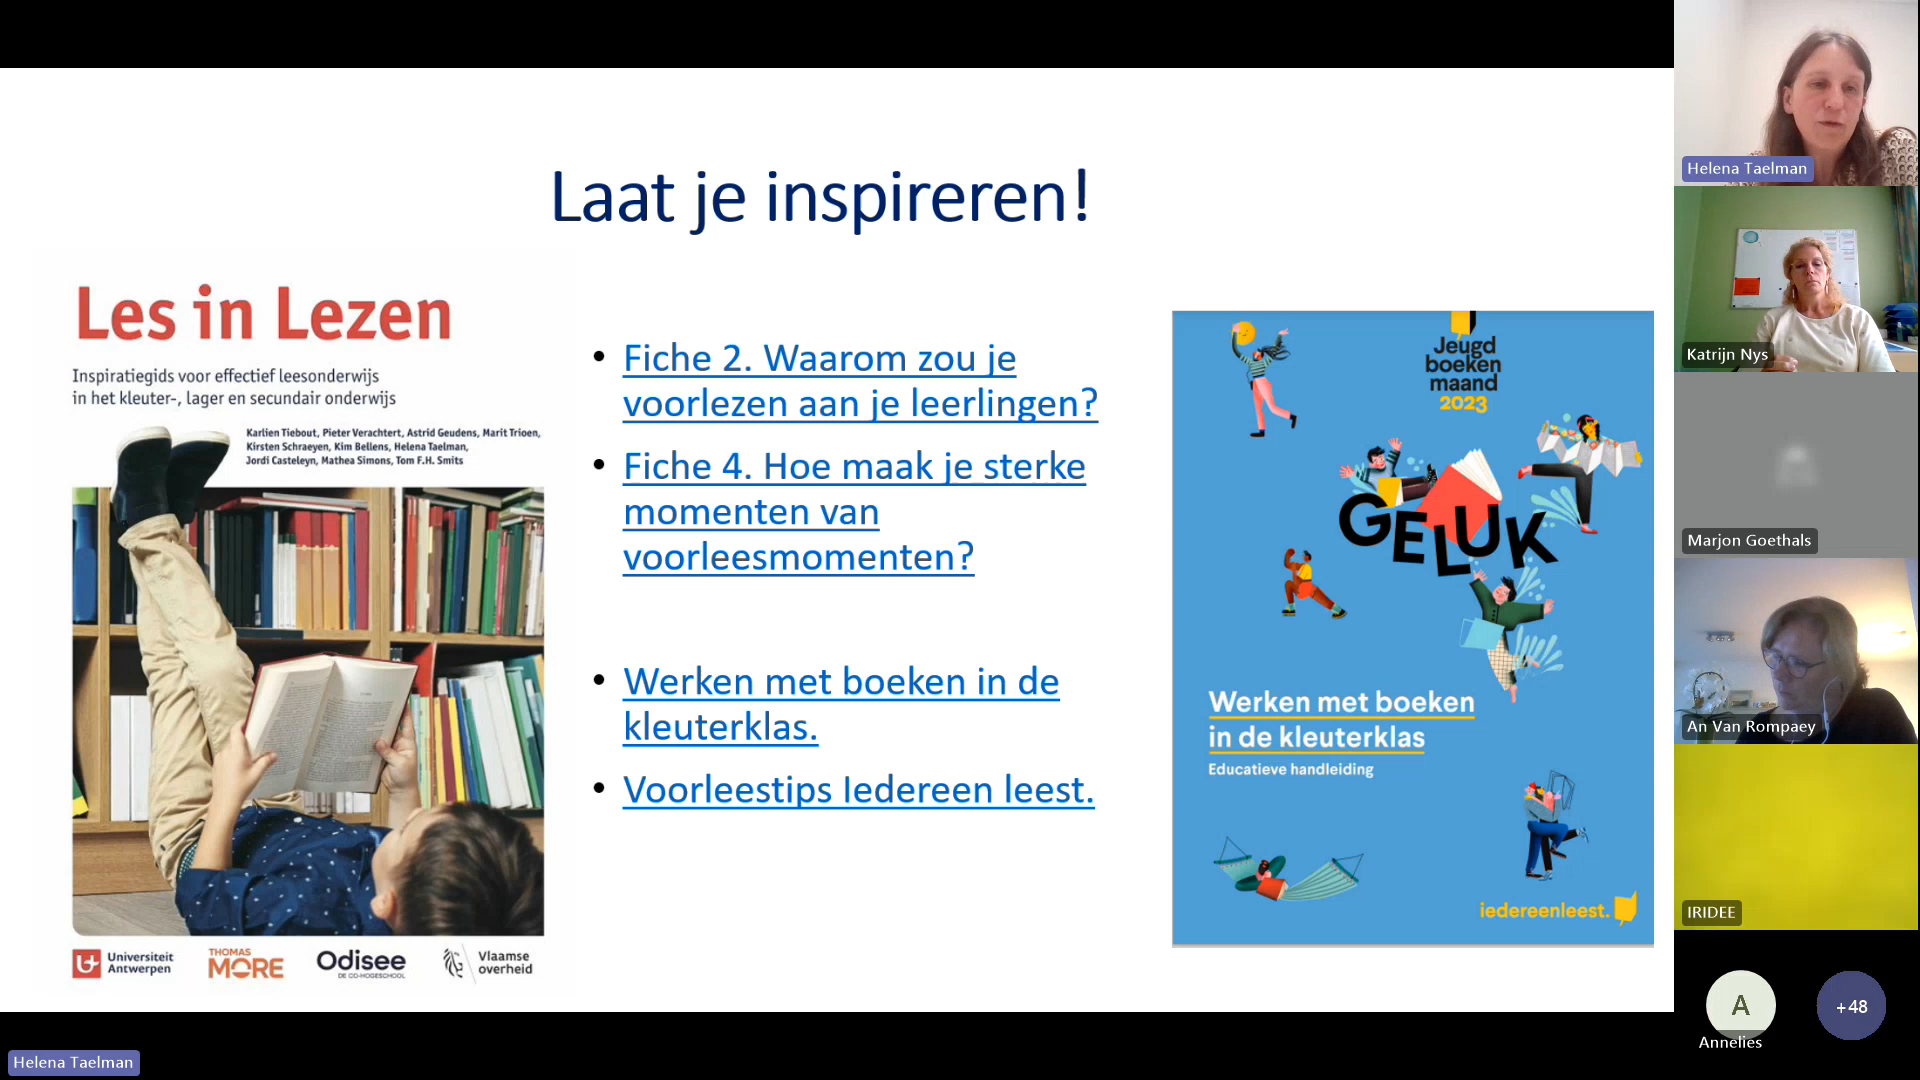 Laat je inspireren!
Les in Lezen
Inspiratiegids voor effectief leesonderwijs
in het kleuter-, lager en secundair onderwijs
Karlien Tiebout, Pieter Verachtert, Astrid Geudens, Marit Trioen,
Kirsten Schraeyen, Kim Bellens, Helena Taelman,
Jordi Casteleyn, Mathea Simons, Tom F.H. Smits
Universiteit
Antwerpen
THOMAS
MORE
Odisee
DE CO-HOGESCHOOL
Vlaamse
overheid
• Fiche 2. Waarom zou je
voorlezen aan je leerlingen?
• Fiche 4. Hoe maak je sterke
momenten van
voorleesmomenten?
• Werken met boeken in de
kleuterklas.
• Voorleestips Iedereen leest.
Jeugd
boeken
maand
2023
GELUK
Werken met boeken
in de kleuterklas
Educatieve handleiding
iedereenleest.
Helena Taelman
Katrijn Nys
Marjon Goethals
An Van Rompaey
IRIDEE
A
Annelies
+48
Helena Taelman